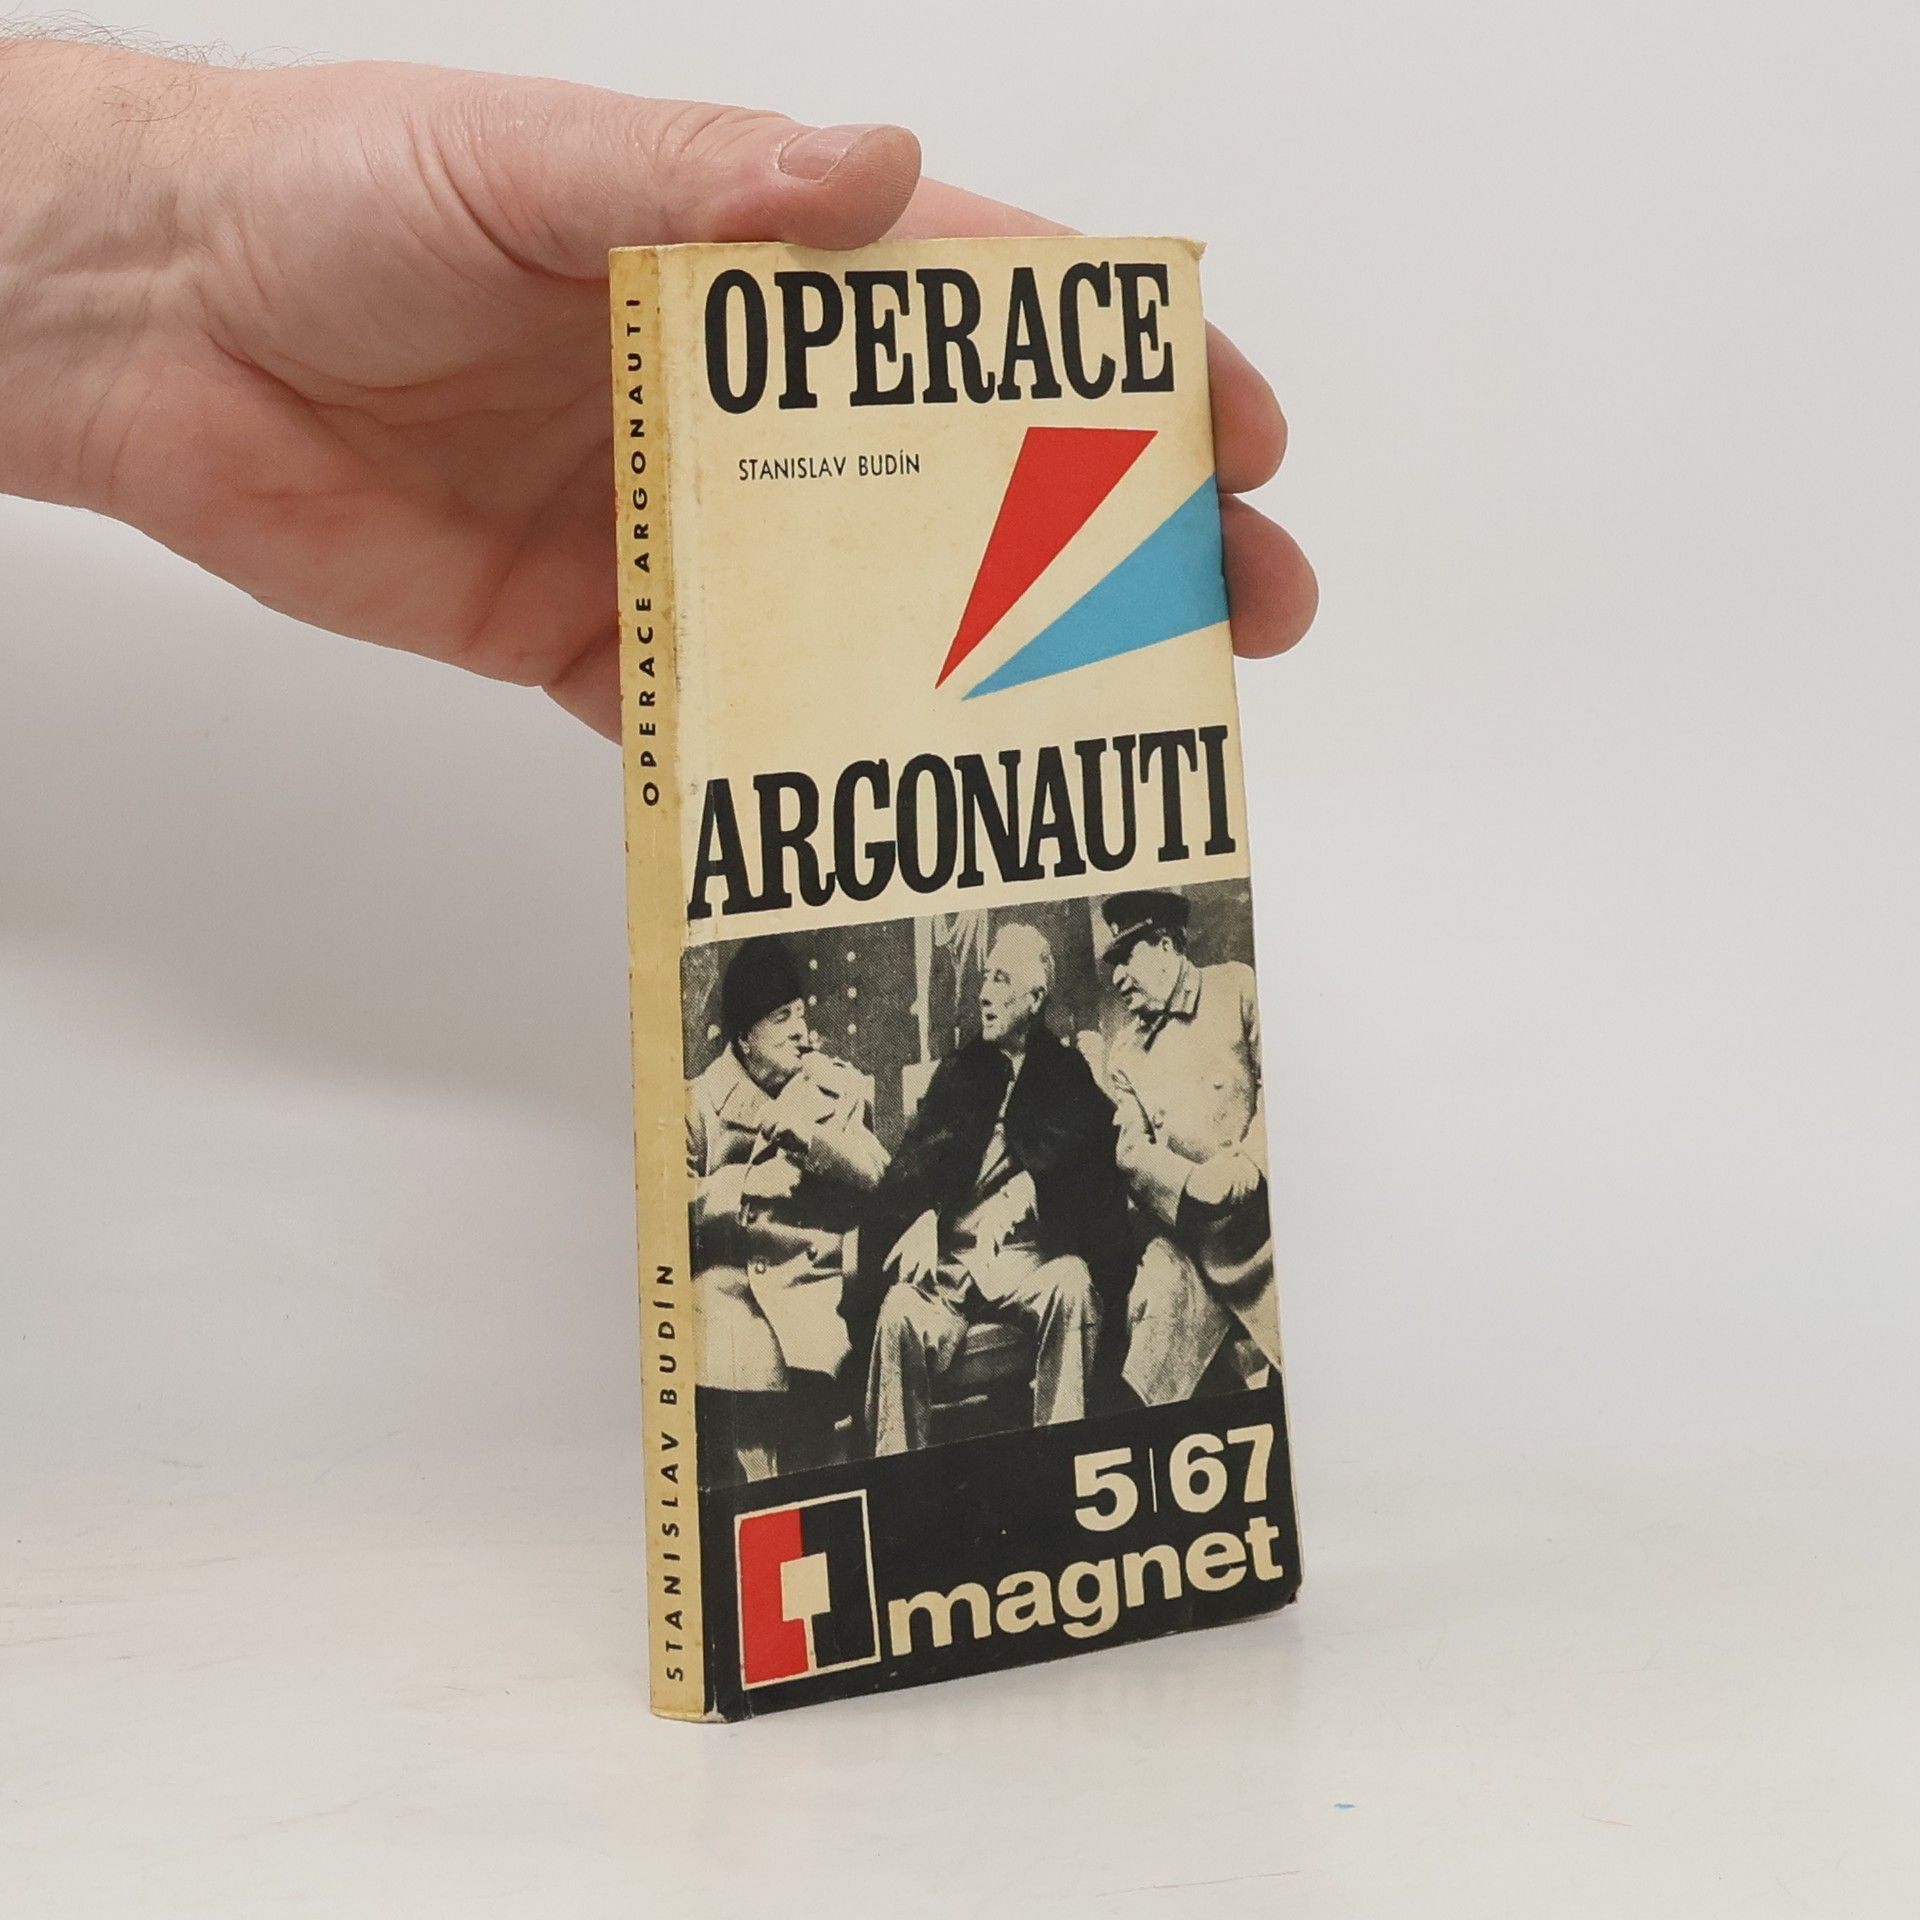 OPERACE
STANISLAV BUDÍN
ARGONAUTI
5|67
magnet
OPERACE ARGONAUTI
STANISLAV BUDÍN